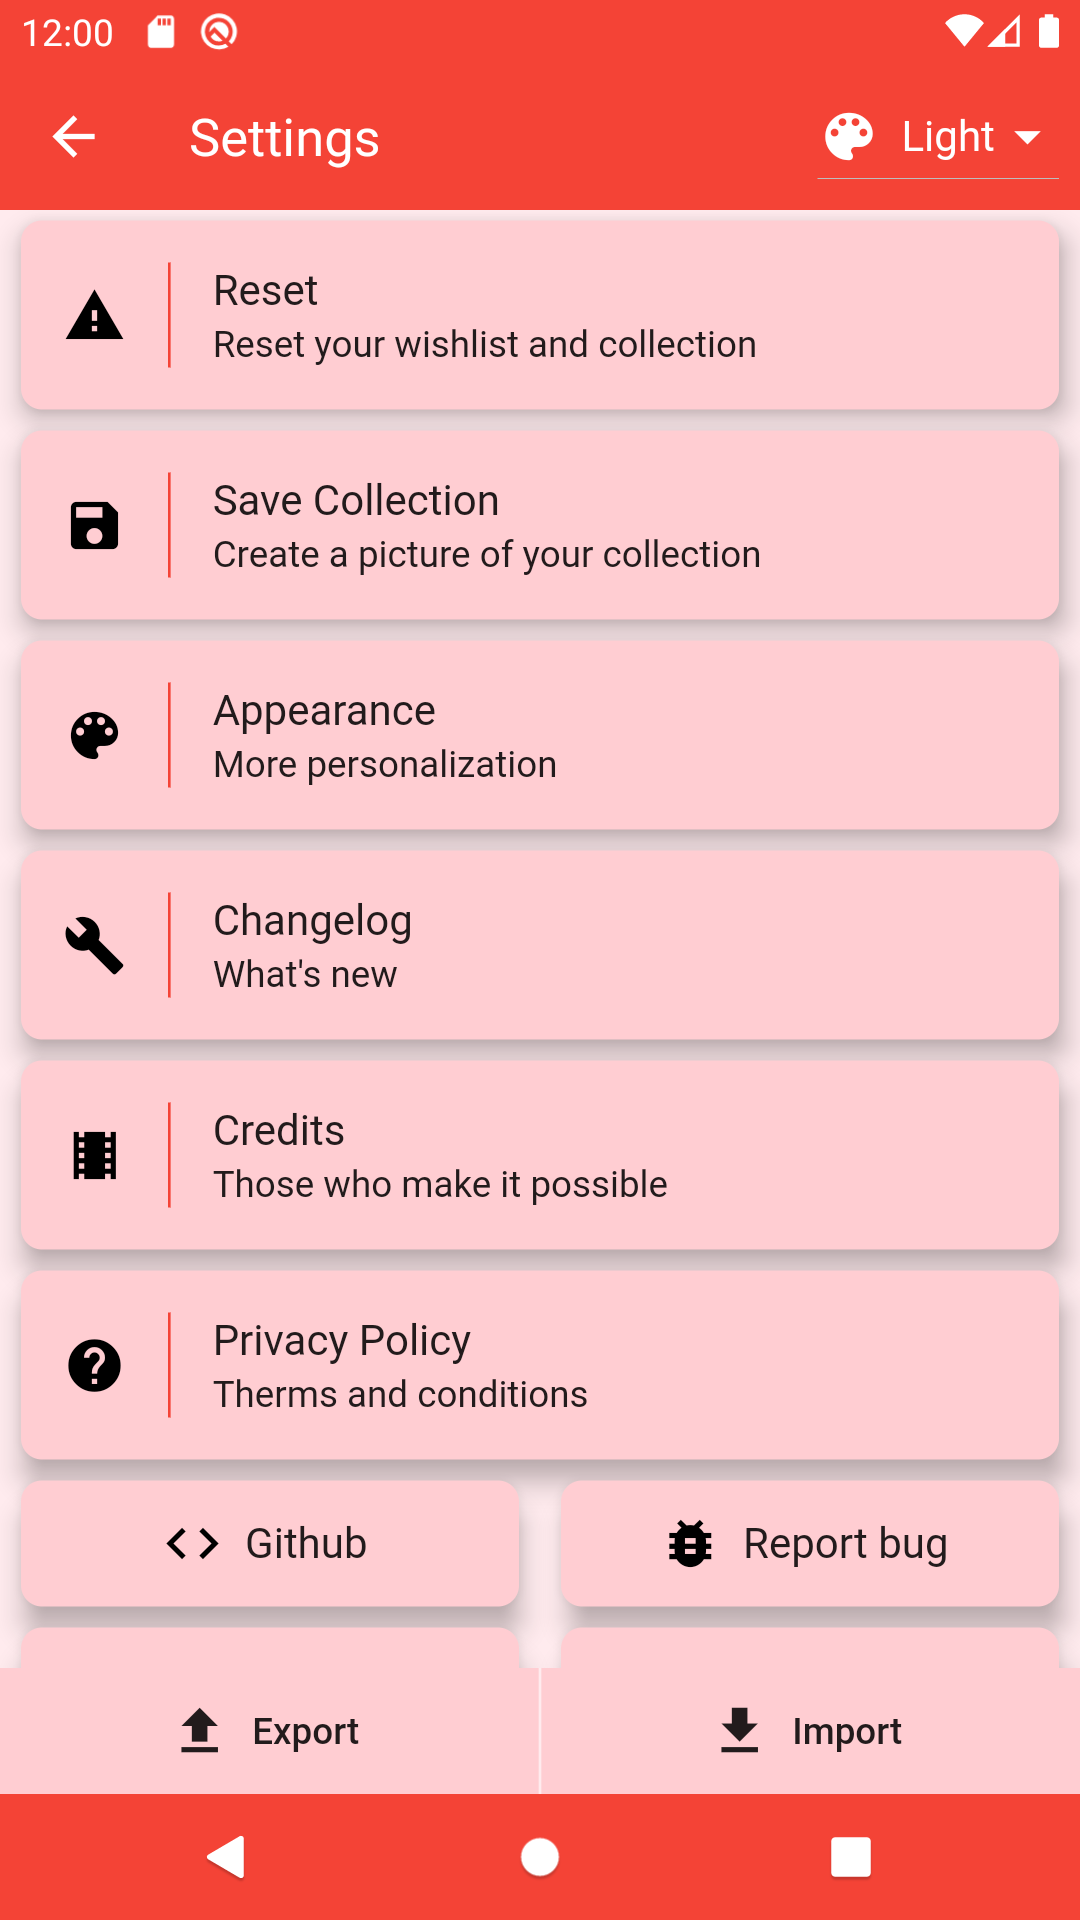 12:00
Settings
Light
Reset
Reset your wishlist and collection
Save Collection
Create a picture of your collection
Appearance
More personalization
Changelog
What's new
Credits
Those who make it possible
Privacy Policy
Therms and conditions
Github
Report bug
Export
Import